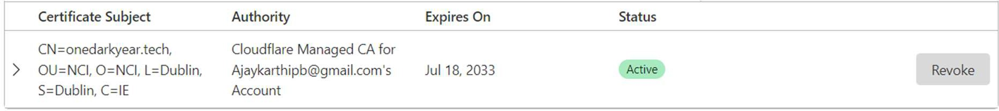 Certificate Subject Authority Expires On Status
CN=onedarkyear.tech,
OU=NCI, O=NCI, L=Dublin,
S=Dublin, C=IE
Cloudflare Managed CA for
Ajaykarthipb@gmail.com's
Account
Jul 18, 2033
Active
Revoke